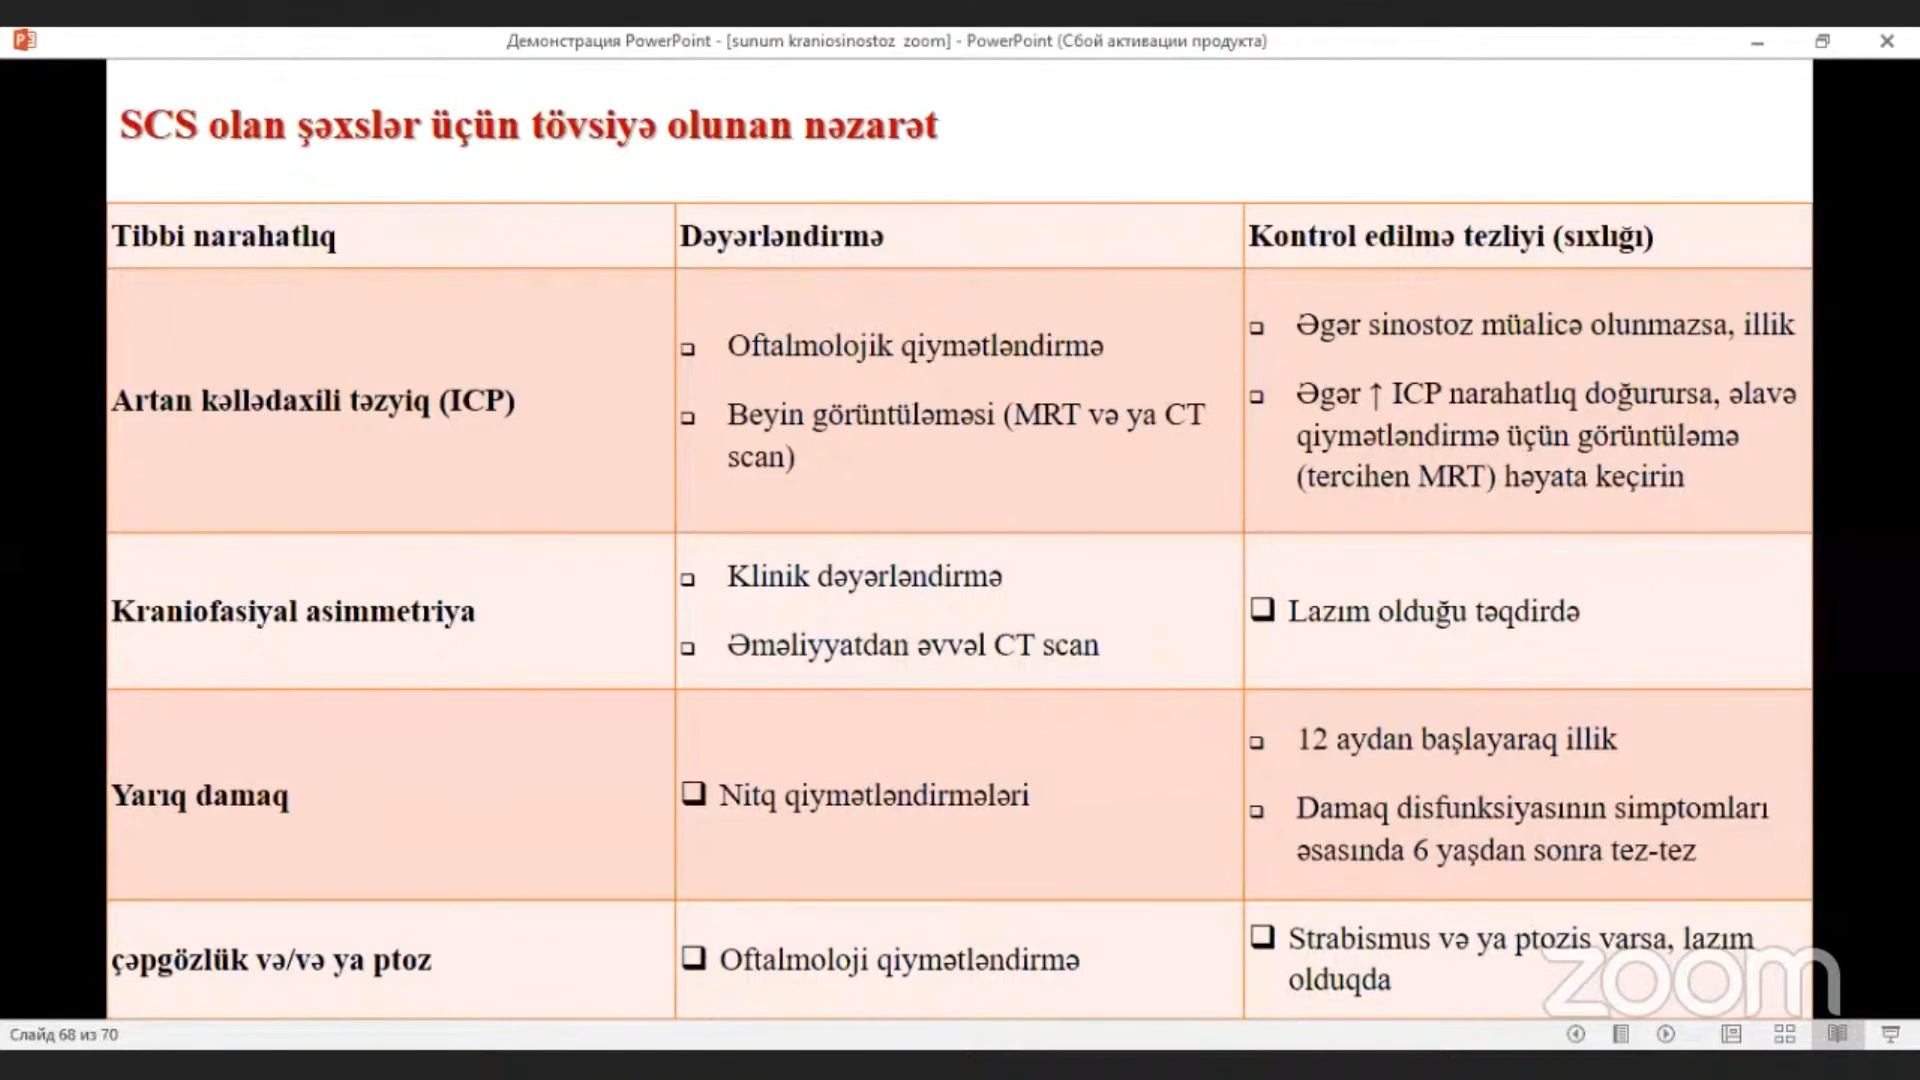 Демонстрация PowerPoint - [sunum kraniosinostoz zoom] - PowerPoint (Сбой активации продукта)
SCS olan şəxslər üçün tövsiyə olunan nəzarət
Tibbi narahatlıq
Dəyərləndirmə
Kontrol edilmə tezliyi (sıxlığı)
Artan kəllədaxili təzyiq (ICP)
Oftalmolojik qiymətləndirmə
Beyin görüntüləməsi (MRT və ya CT
scan)
Əgər sinostoz müalicə olunmazsa, illik
Əgər ↑ ICP narahatlıq doğurursa, əlavə
qiymətləndirmə üçün görüntüləmə
(tercihen MRT) həyata keçirin
Kraniofasiyal asimmetriya
Klinik dəyərləndirmə
Əməliyyatdan əvvəl CT scan
Lazım olduğu təqdirdə
Yarıq damaq
Nitq qiymətləndirmələri
12 aydan başlayaraq illik
Damaq disfunksiyasının simptomları
əsasında 6 yaşdan sonra tez-tez
çəpgözlük və/və ya ptoz
Oftalmoloji qiymətləndirmə
Strabismus və ya ptozis varsa, lazım
olduqda
zoom
Слайд 68 из 70